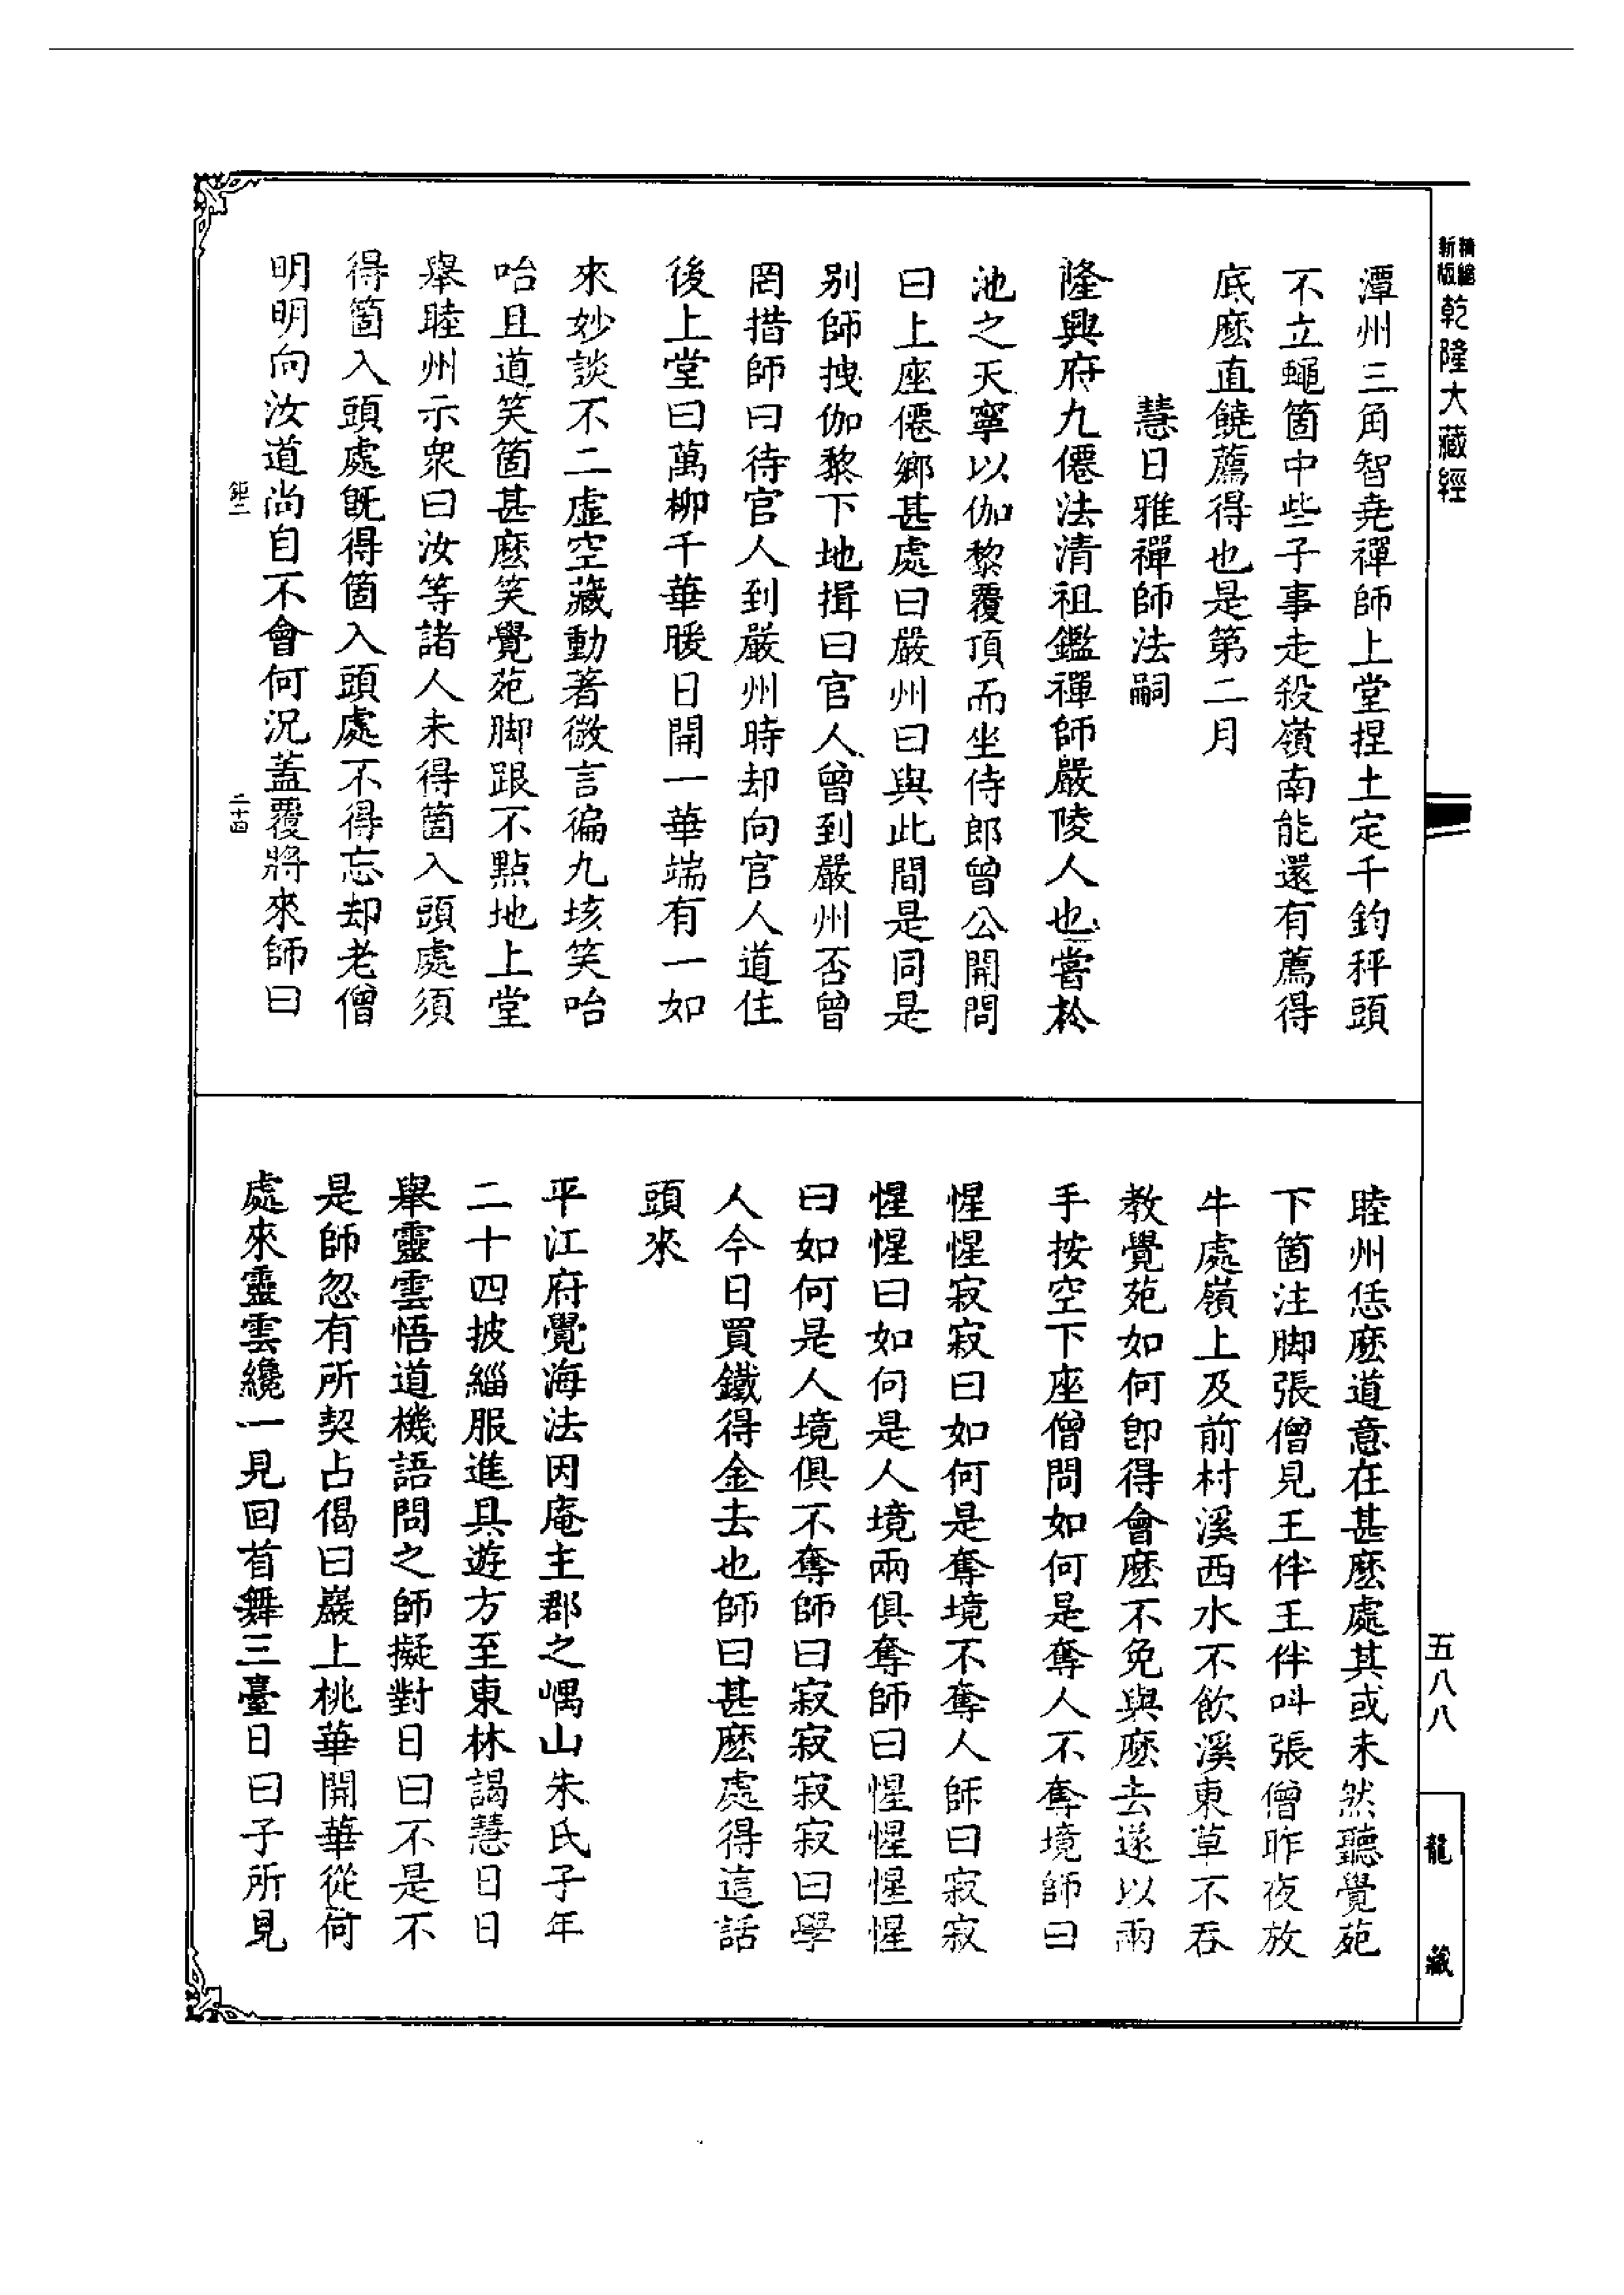 精縮新版乾隆大藏經
潭州三角智尭禪師上堂捏土定千鈞秤頭
不立蠅箇中些子事走殺嶺南能還有薦得
底麽直饒薦得也是第二月
慧日雅禪師法嗣
隆興府九僊法清祖鑑禪師嚴陵人也嘗於
池之天寧以伽黎覆頂而坐侍郎曾公開問
曰上座僊鄉甚處曰嚴州曰與此間是同是
别師拽伽黎下地揖曰官人曾到嚴州否曾
罔措師曰待官人到嚴州時却向官人道住
後上堂曰萬柳千華暖日開一華端有一如
來妙談不二虛空藏動著微言徧九垓笑咍
咍且道笑箇甚麽笑覺苑脚跟不點地上堂
舉睦州示衆曰汝等諸人未得箇入頭處須
得箇入頭處旣得箇入頭處不得忘却老僧
明明向汝道尚自不會何況蓋覆將來師曰
鉅二 二十四
睦州恁麽道意在甚麽處其或未然聽覺苑
下箇注脚張僧見王伴王伴叫張僧昨夜放
牛處嶺上及前村溪西水不飲溪東草不吞
教覺苑如何卽得會麽不免與麽去遂以兩
手按空下座僧問如何是奪人不奪境師曰
惺惺寂寂曰如何是奪境不奪人師曰寂寂
惺惺曰如何是人境兩俱奪師曰惺惺惺惺
曰如何是人境俱不奪師曰寂寂寂寂曰學
人今日買鐵得金去也師曰甚麽處得這話
頭來
平江府覺海法因庵主郡之嵎山朱氏子年
二十四披緇服進具遊方至東林謁慧日日
舉靈雲悟道機語問之師擬對日曰不是不
是師忽有所契占偈曰巖上桃華開華從何
處來靈雲纔一見回首舞三臺日曰子所見
五八八
龍藏